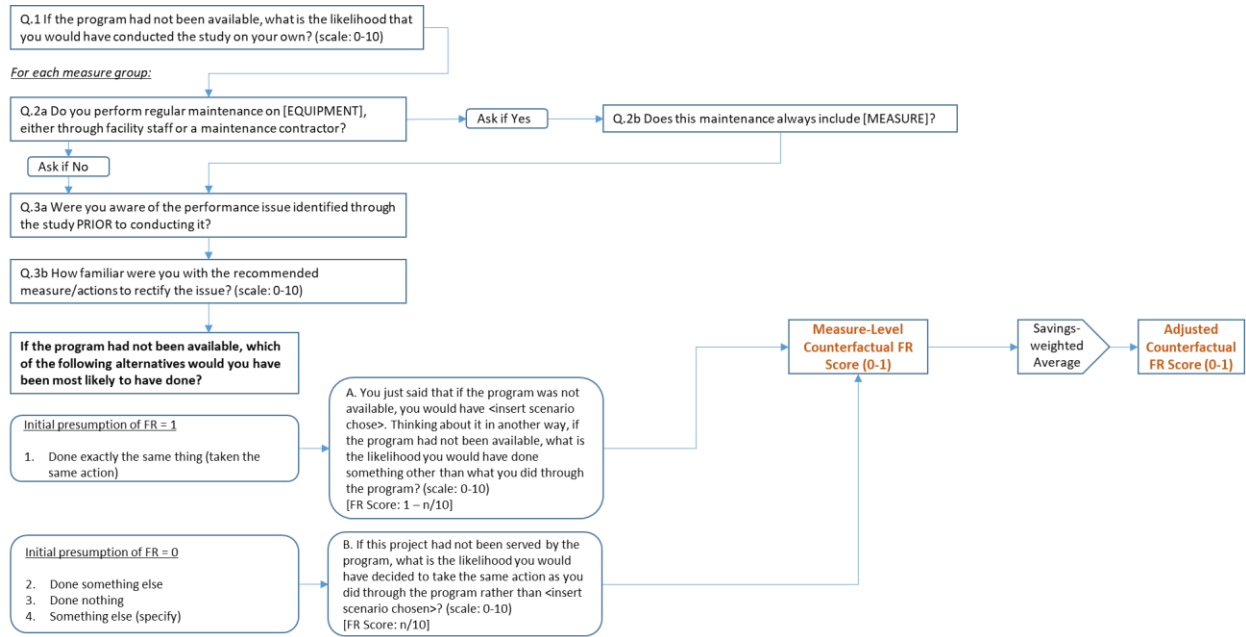 Q.1 If the program had not been available, what is the likelihood that
you would have conducted the study on your own? (scale: 0-10)
For each measure group:
Q.2a Do you perform regular maintenance on [EQUIPMENT],
either through facility staff or a maintenance contractor?
Ask if Yes
Q.2b Does this maintenance always include [MEASURE]?
Ask if No
Q.3a Were you aware of the performance issue identified through
the study PRIOR to conducting it?
Q.3b How familiar were you with the recommended
measure/actions to rectify the issue? (scale: 0-10)
If the program had not been available, which
of the following alternatives would you have
been most likely to have done?
Measure-Level
Counterfactual FR
Score (0-1)
Savings-
weighted
Average
Adjusted
Counterfactual
FR Score (0-1)
Initial presumption of FR = 1
1. Done exactly the same thing (taken the
same action)
A. You just said that if the program was not
available, you would have <insert scenario
chose>. Thinking about it in another way, if
the program had not been available, what is
the likelihood you would have done
something other than what you did through
the program? (scale: 0-10)
[FR Score: 1 – n/10]
Initial presumption of FR = 0
2. Done something else
3. Done nothing
4. Something else (specify)
B. If this project had not been served by the
program, what is the likelihood you would
have decided to take the same action as you
did through the program rather than <insert
scenario chosen>? (scale: 0-10)
[FR Score: n/10]